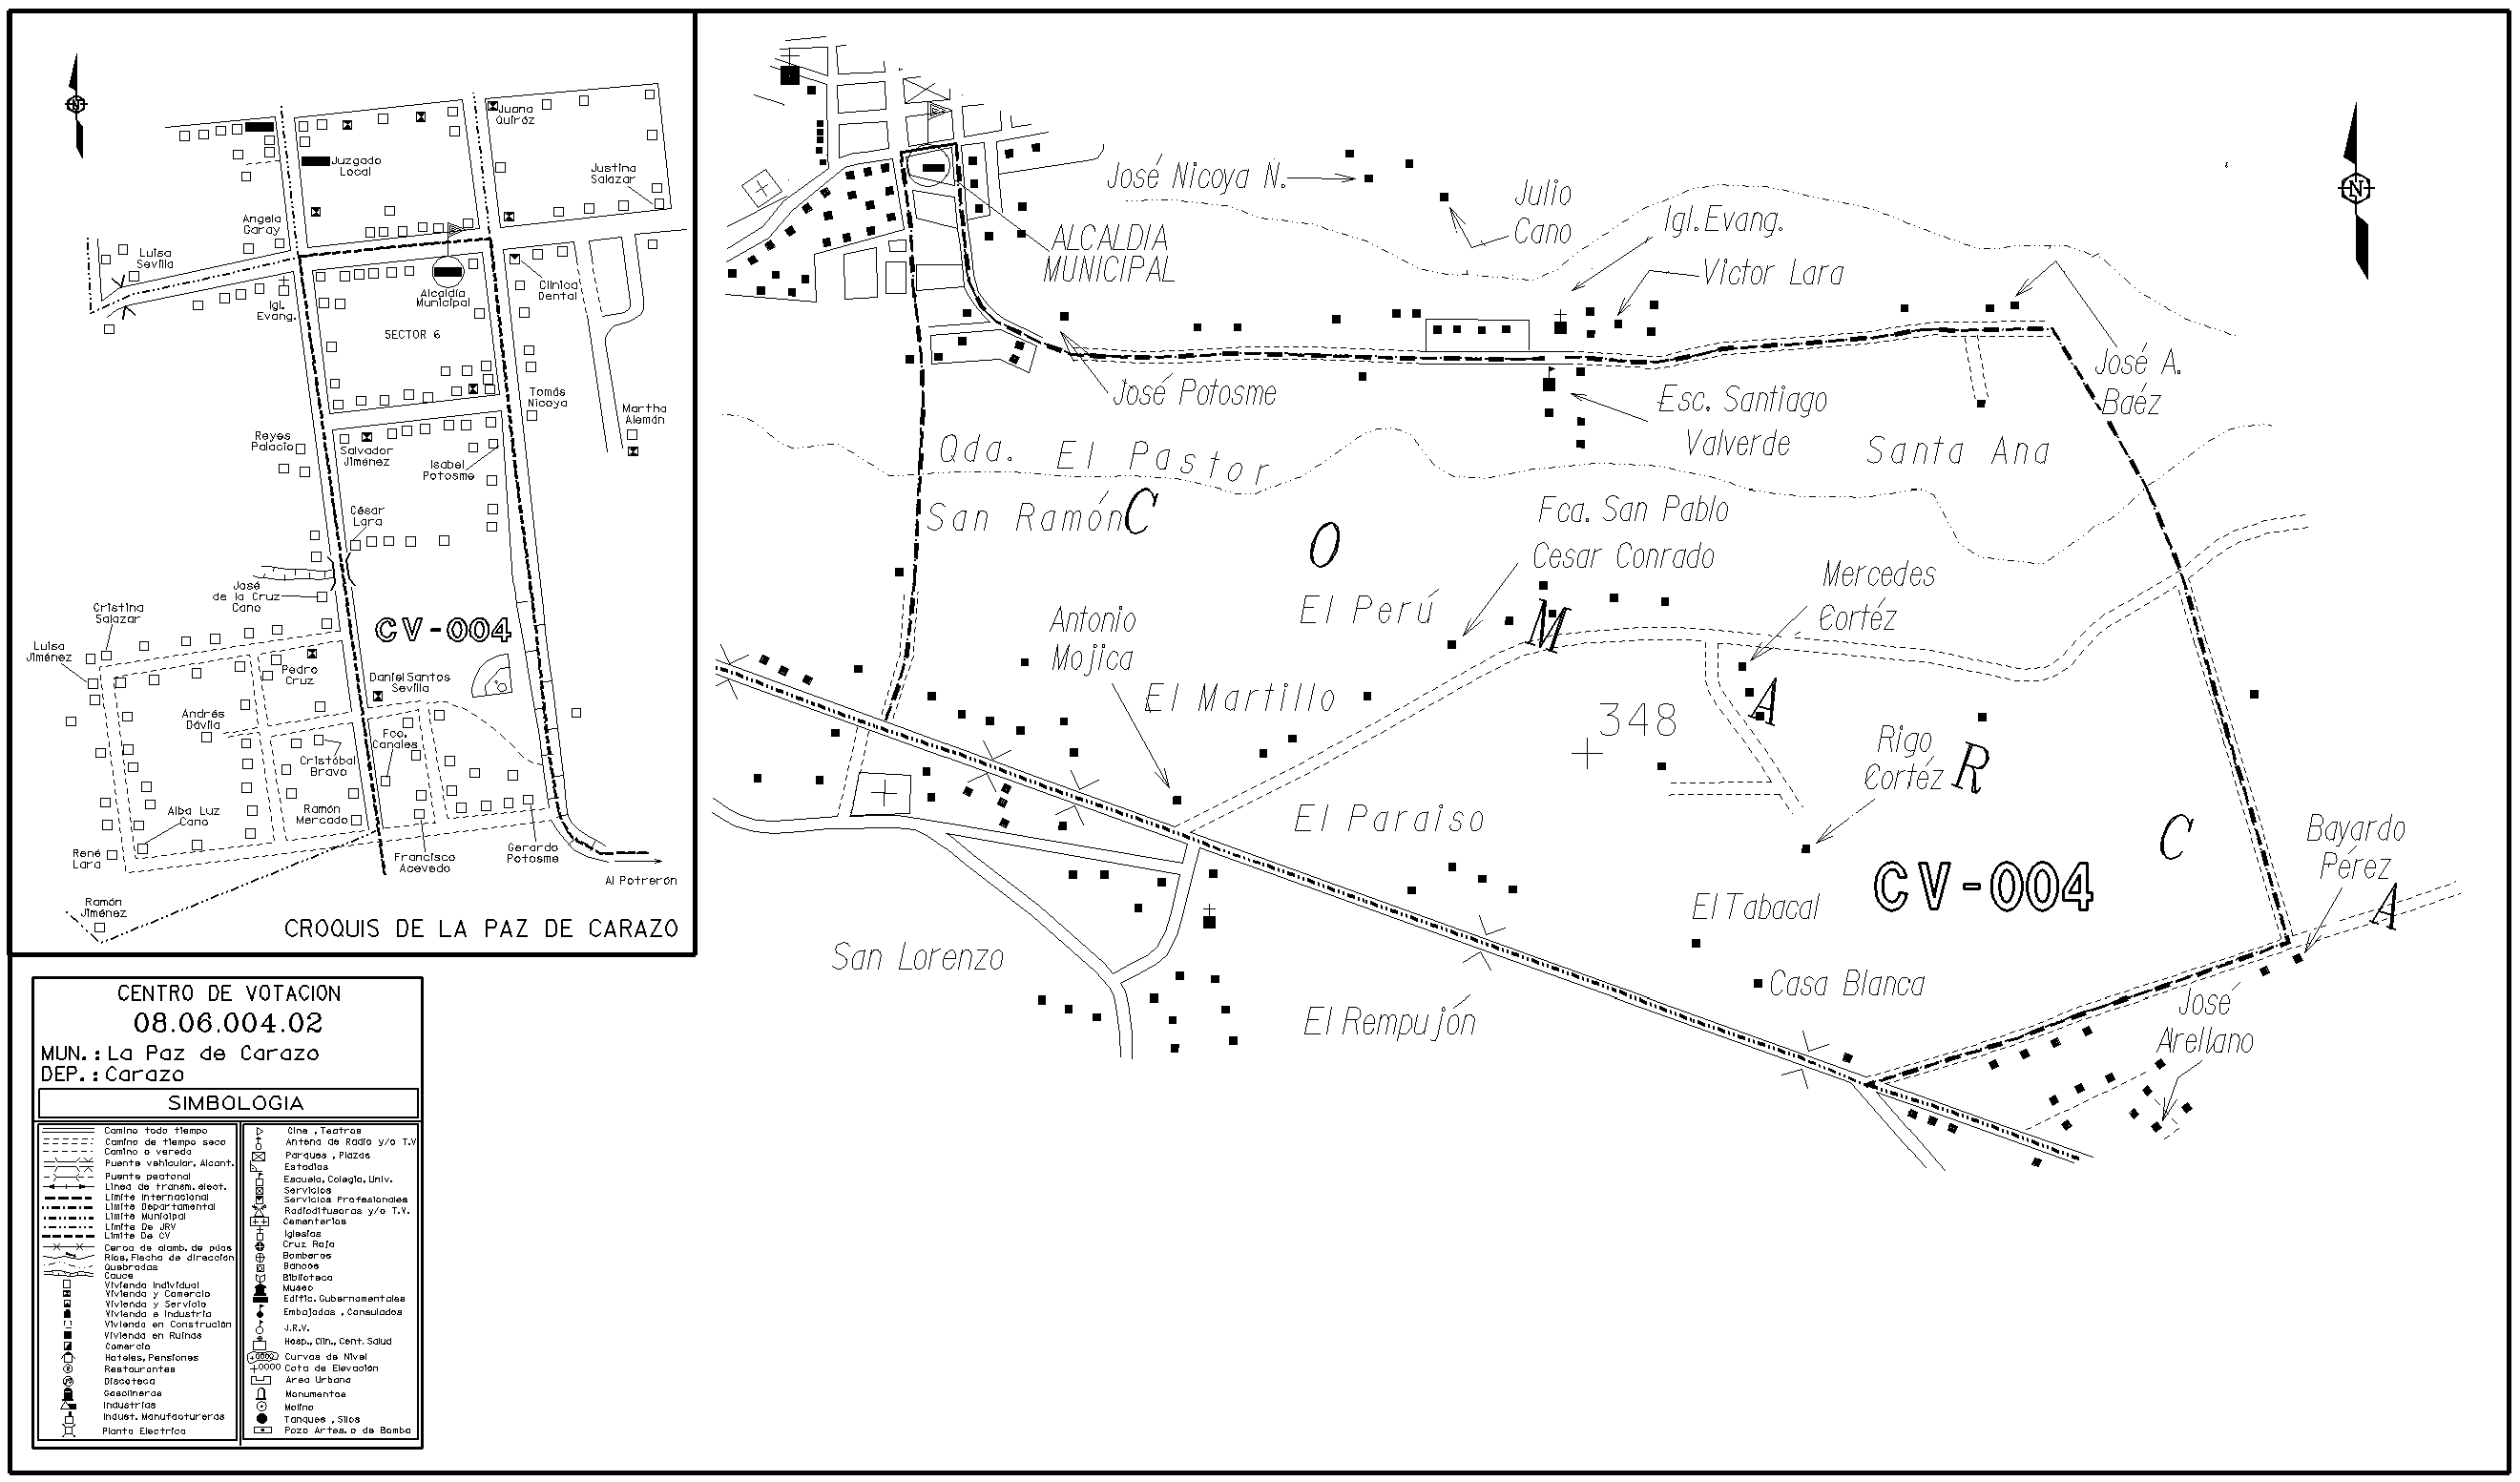 N
Juana
Quiróz
Juzgado
Local
Justina
Salazar
Angela
Garay
Luisa
Sevilla
Igl.
Evang.
Alcaldía
Municipal
Clinica
Dental
SECTOR 6
Tomás
Nicoya
Martha
Alemán
Reyes
Palacio
Salvador
Jiménez
Isabel
Potosme
César
Lara
José
de la Cruz
Cano
Cristina
Salazar
CV-004
Luisa
Jiménez
Pedro
Cruz
Daniel Santos
Sevilla
Andrés
Dávila
Fco.
Canales
Cristóbal
Bravo
Alba Luz
Cano
Ramón
Mercado
René
Lara
Francisco
Acevedo
Gerardo
Potosme
Al Potrerón
Ramón
Jiménez
CROQUIS DE LA PAZ DE CARAZO
José Nicoya N.
Julio
Cano
Igl.Evang.
Victor Lara
N
ALCALDIA
MUNICIPAL
José Potosme
Esc. Santiago
Valverde
José A.
Baéz
Santa Ana
Qda. El Pastor
San Ramón
COMARCA
Fca. San Pablo
Cesar Conrado
El Perú
Mercedes
Cortéz
Antonio
Mojica
El Martillo
348
Rigo
Cortéz
El Paraiso
Bayardo
Pérez
CV-004
El Tabacal
San Lorenzo
Casa Blanca
El Rempujón
José
Arellano
CENTRO DE VOTACION
08.06.004.02
MUN.: La Paz de Carazo
DEP.: Carazo
SIMBOLOGIA
Camino todo tiempo
Camino de tiempo seco
Camino o vereda
Puente vehicular, Alcant.
Puente peatonal
Linea de transm. elect.
Limite Internacional
Limite Departamental
Limite Municipal
Limite De JRV
Limite De CV
Cerca de alamb. de púas
Ríos, Flecha de dirección
Quebradas
Cauce
Vivienda Individual
Vivienda y Comercio
Vivienda y Servicio
Vivienda e Industria
Vivienda en Construción
Vivienda en Ruinas
Comercio
Hoteles, Pensiones
Restaurantes
Discoteca
Gasolineras
Industrias
Indust. Manufactureras
Planta Electrica
Cine , Teatros
Antena de Radio y/o T.V
Parques , Plazas
Estadios
Escuela, Colegio, Univ.
Servicios
Servicios Profesionales
Radiodifusoras y/o T.V.
Cementerios
Iglesias
Cruz Roja
Bomberos
Bancos
Biblioteca
Museo
Edific. Gubernamentales
Embajadas , Consulados
J.R.V.
Hosp., Clin., Cent. Salud
Curvas de Nivel
Cota de Elevación
Area Urbana
Monumentos
Molino
Tanques , Silos
Pozo Artes. o de Bomba